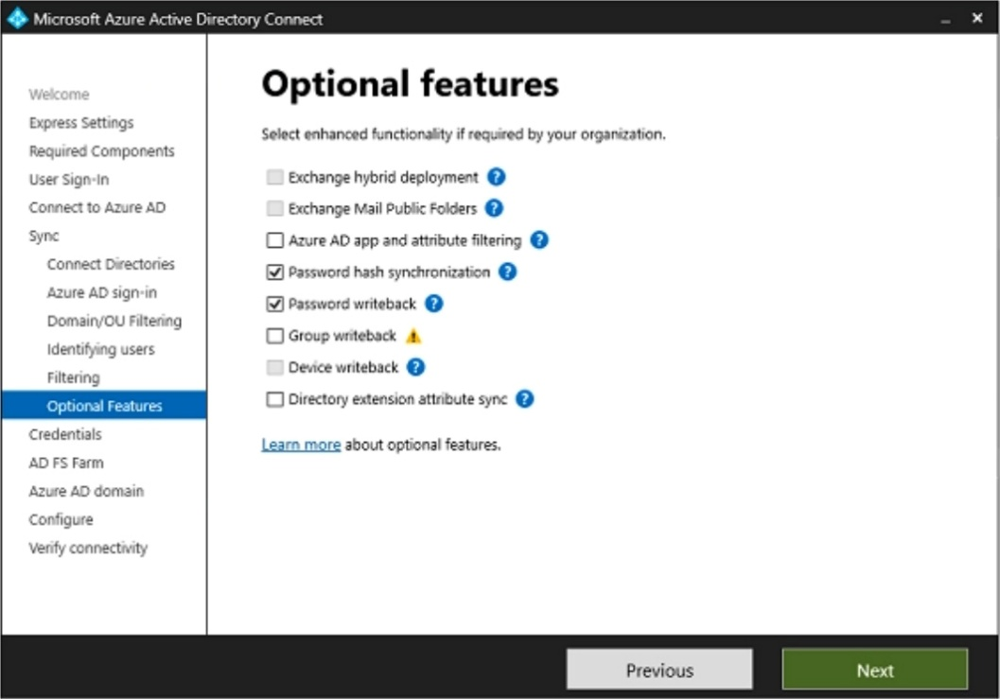 Microsoft Azure Active Directory Connect
Welcome
Express Settings
Required Components
User Sign-In
Connect to Azure AD
Sync
Connect Directories
Azure AD sign-in
Domain/OU Filtering
Identifying users
Filtering
Optional Features
Credentials
AD FS Farm
Azure AD domain
Configure
Verify connectivity
Optional features
Select enhanced functionality if required by your organization.
Exchange hybrid deployment ?
Exchange Mail Public Folders ?
Azure AD app and attribute filtering ?
Password hash synchronization ?
Password writeback ?
Group writeback
Device writeback ?
Directory extension attribute sync ?
Learn more about optional features.
Previous
Next